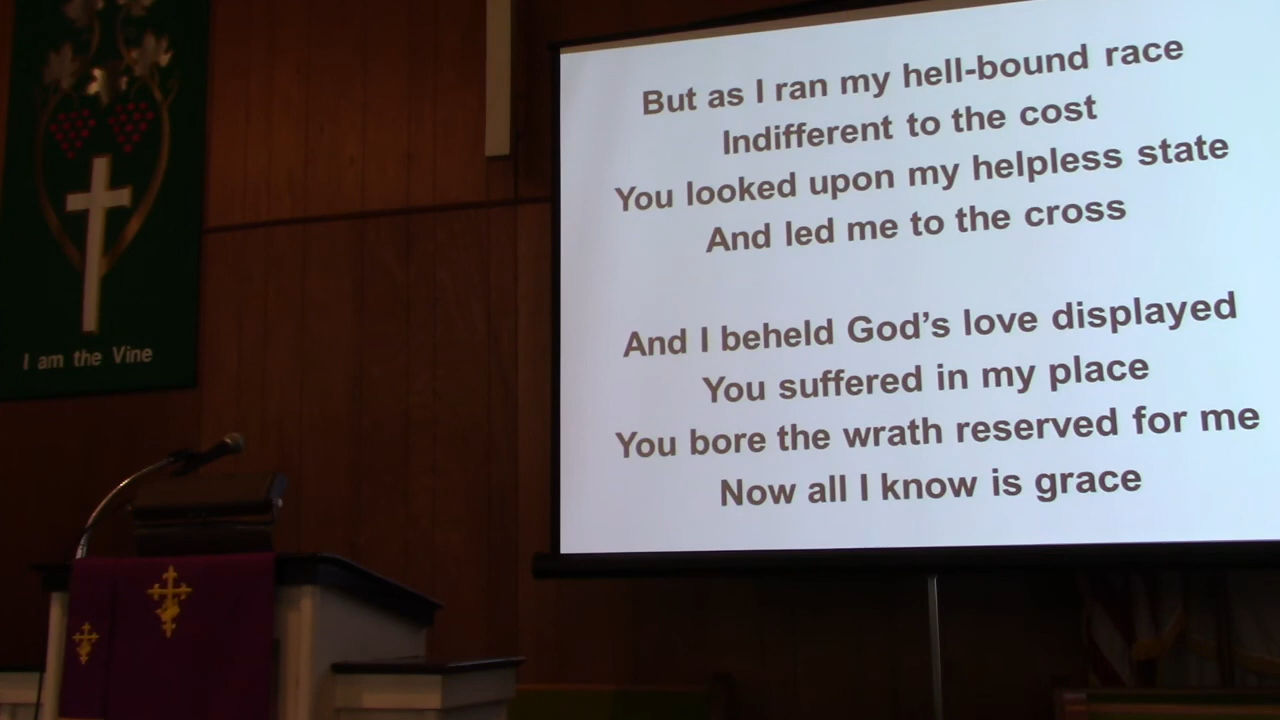 But as I ran my hell-bound race
Indifferent to the cost
You looked upon my helpless state
And led me to the cross
And I beheld God’s love displayed
You suffered in my place
You bore the wrath reserved for me
Now all I know is grace
I am the Vine